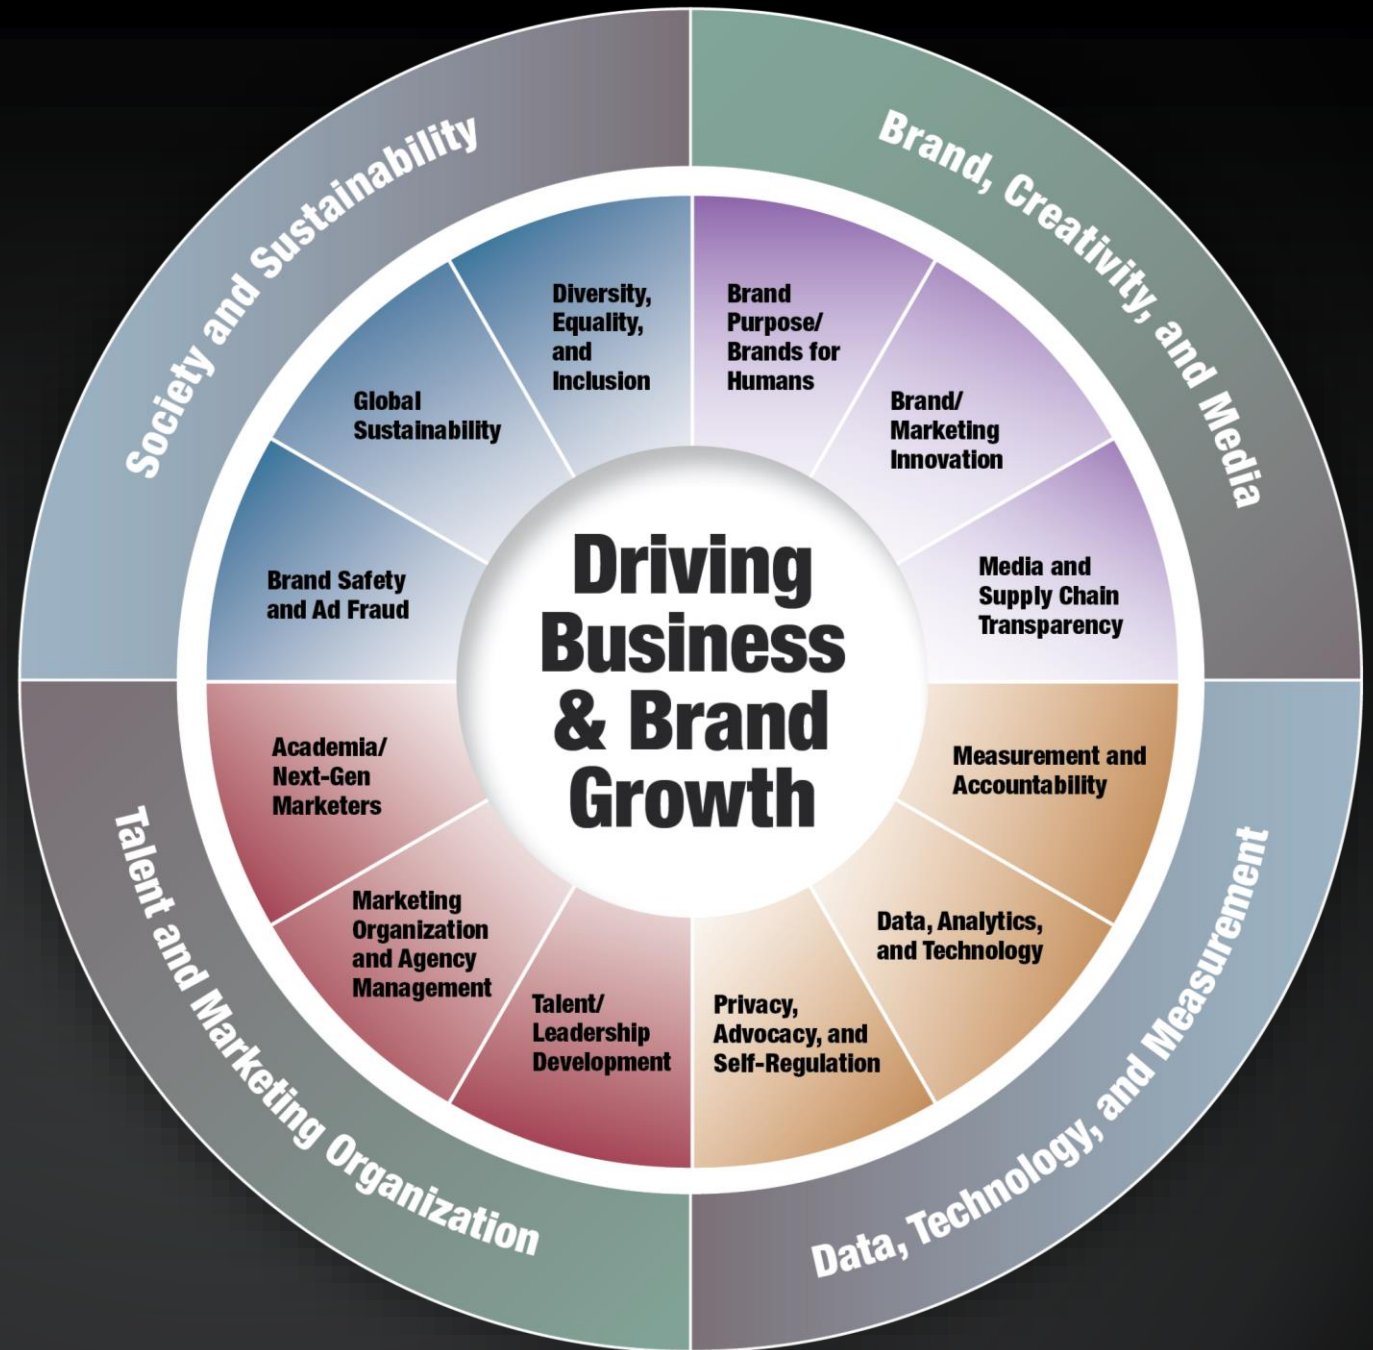 Society and Sustainability
Brand, Creativity, and Media
Diversity,
Equality,
and
Inclusion
Brand
Purpose/
Brands for
Humans
Global
Sustainability
Brand/
Marketing
Innovation
Brand Safety
and Ad Fraud
Media and
Supply Chain
Transparency
Driving
Business
& Brand
Growth
Academia/
Next-Gen
Marketers
Measurement and
Accountability
Marketing
Organization
and Agency
Management
Data, Analytics,
and Technology
Talent/
Leadership
Development
Privacy,
Advocacy, and
Self-Regulation
Talent and Marketing Organization
Data, Technology, and Measurement